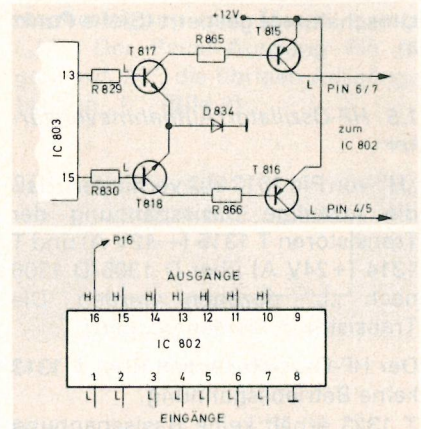 +12V
R 865
T 815
T 817
13
L
R 829
L
PIN 6/7
D 834
zum
IC 802
IC 803
15
L
R 830
T 816
T 818
R 866
L
PIN 4/5
P16
AUSGÄNGE
H H H H H H H
16 15 14 13 12 11 10 9
IC 802
1 2 3 4 5 6 7 8
L L L L L L L
EINGÄNGE